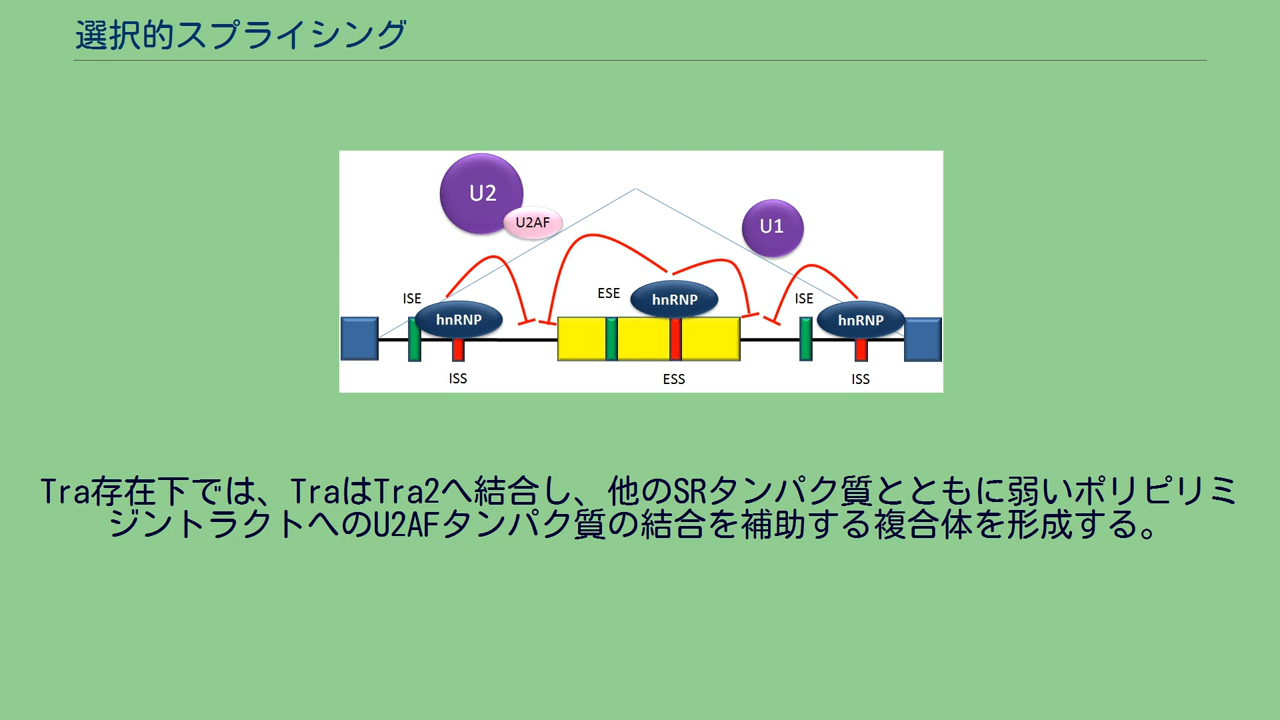 選択的スプライシング
U2
U2AF
U1
ISE
hnRNP
ESE
hnRNP
ISE
hnRNP
ISS
ESS
ISS
Tra存在下では、TraはTra2へ結合し、他のSRタンパク質とともに弱いポリピリミ
ジントラクトへのU2AFタンパク質の結合を補助する複合体を形成する。